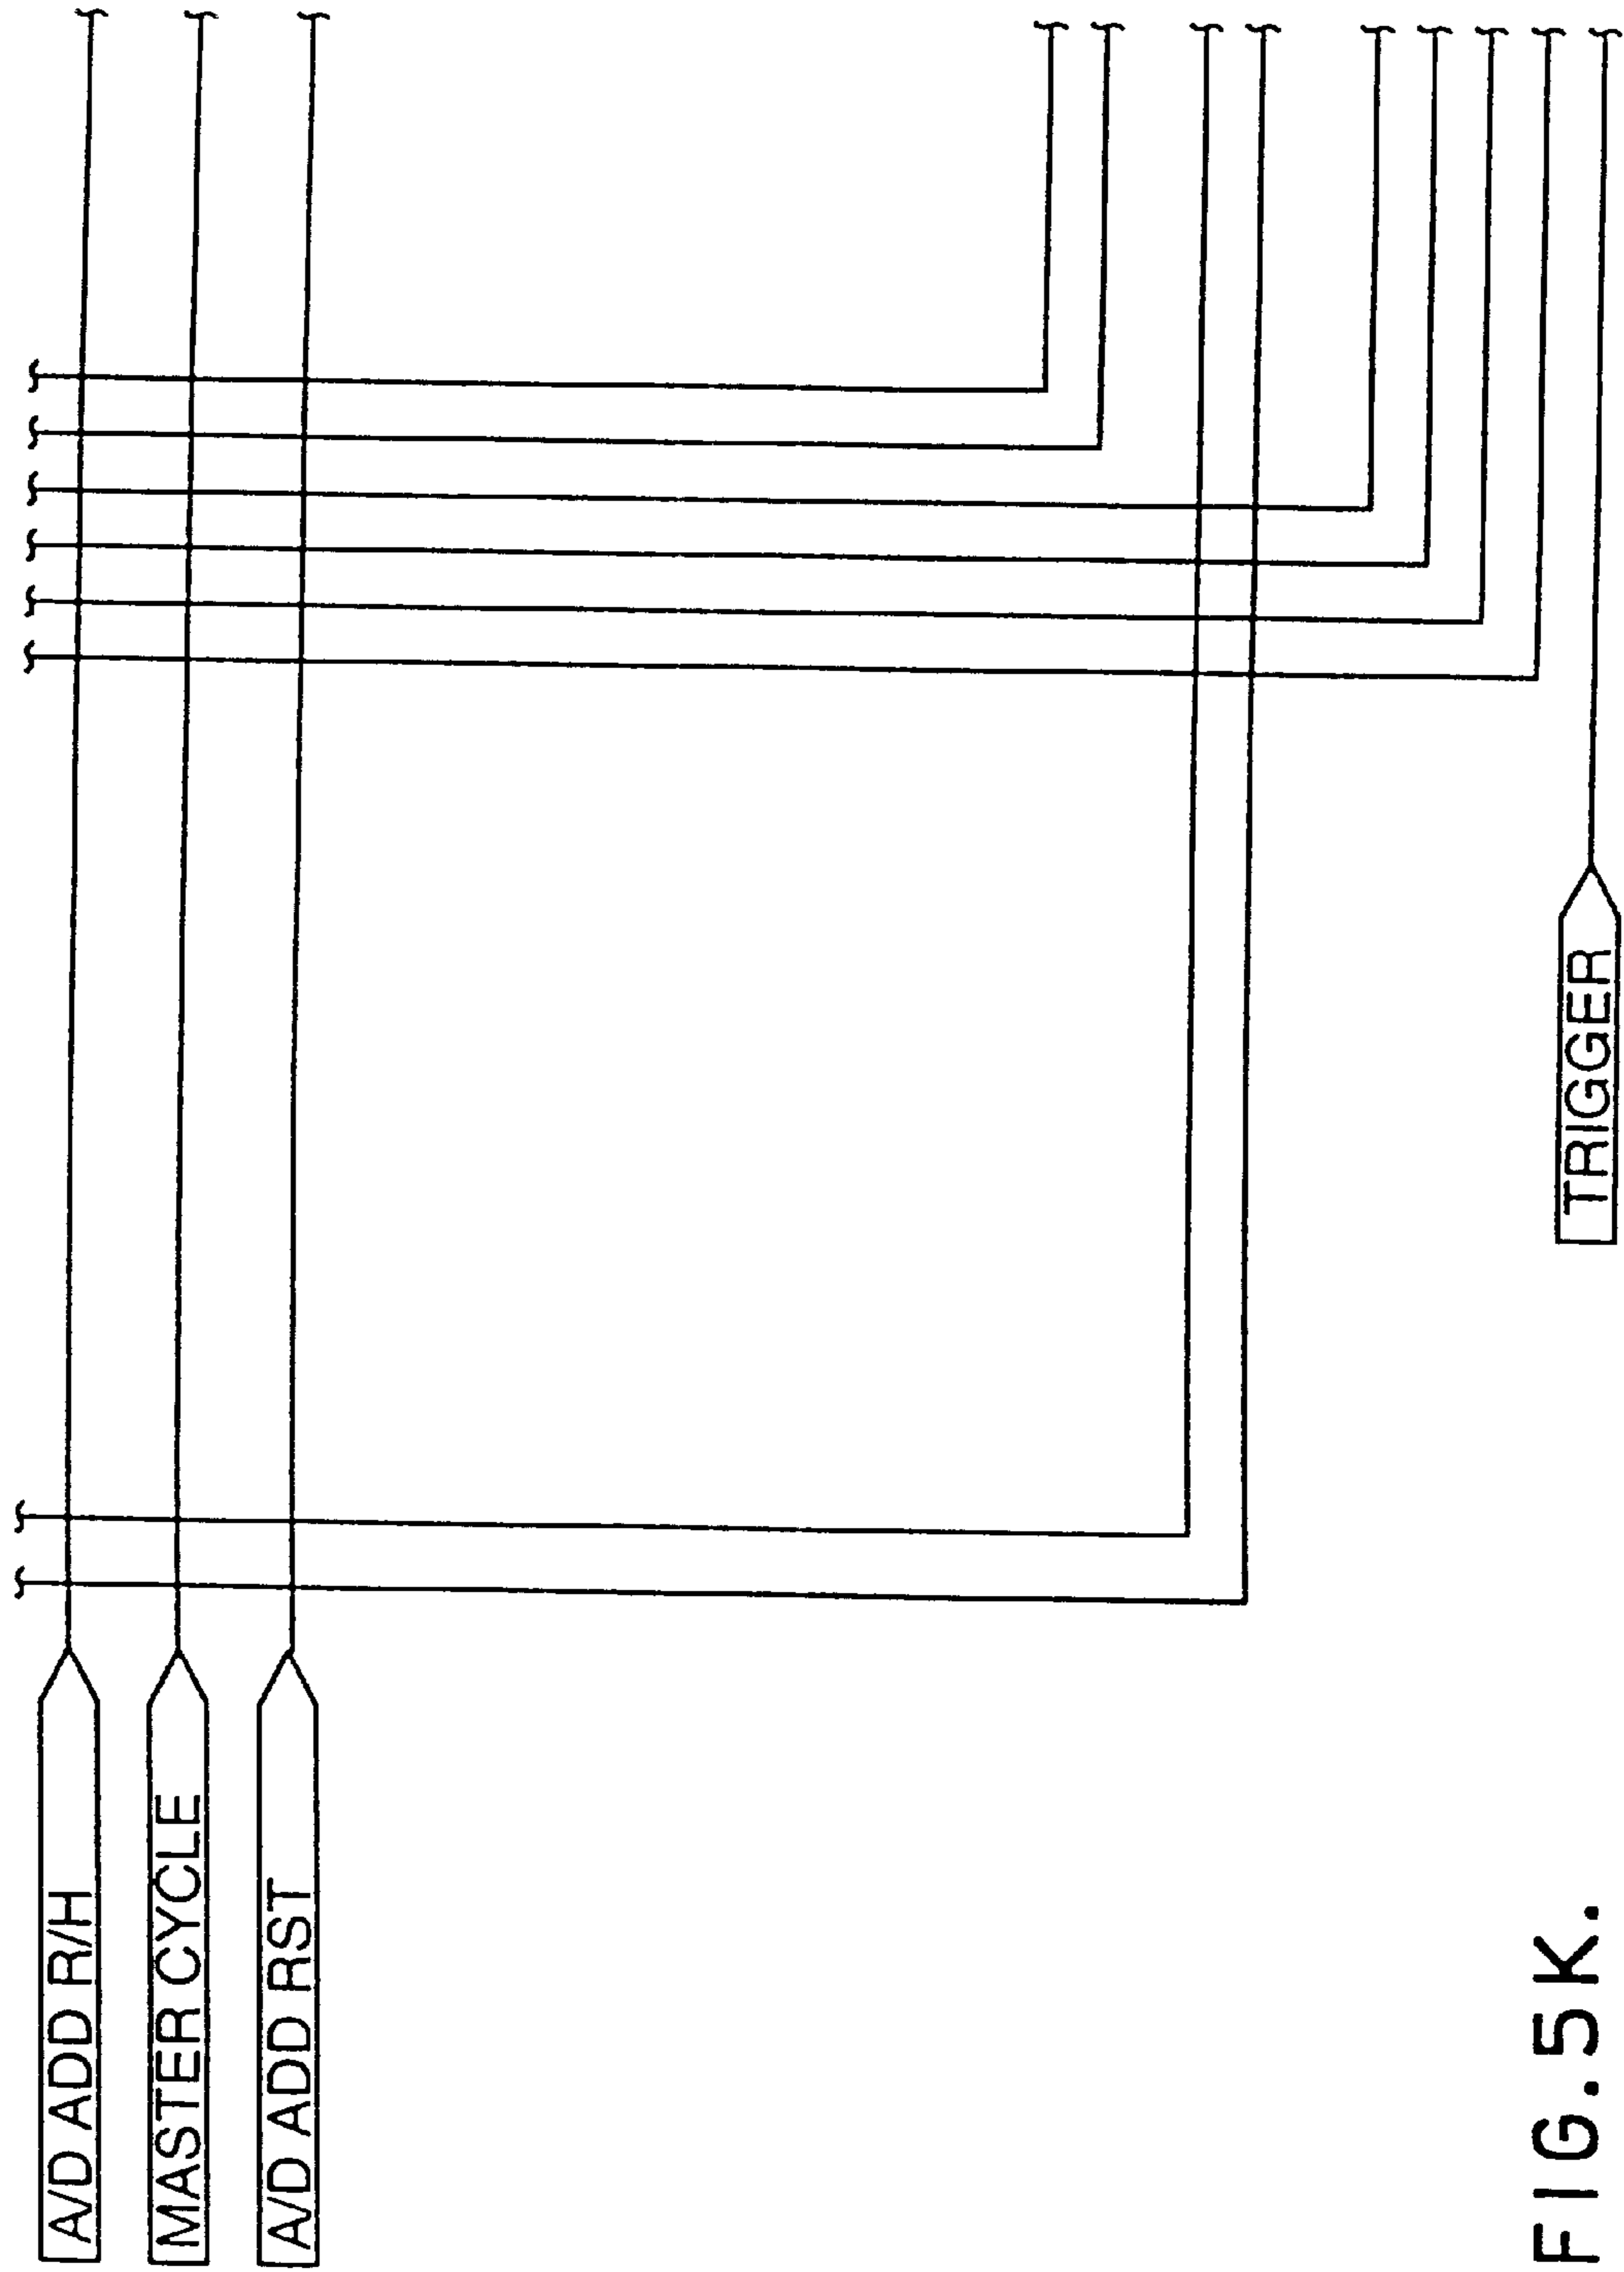 A/D ADD R/H
MASTER CYCLE
A/D ADD RST
TRIGGER
FIG. 5K.